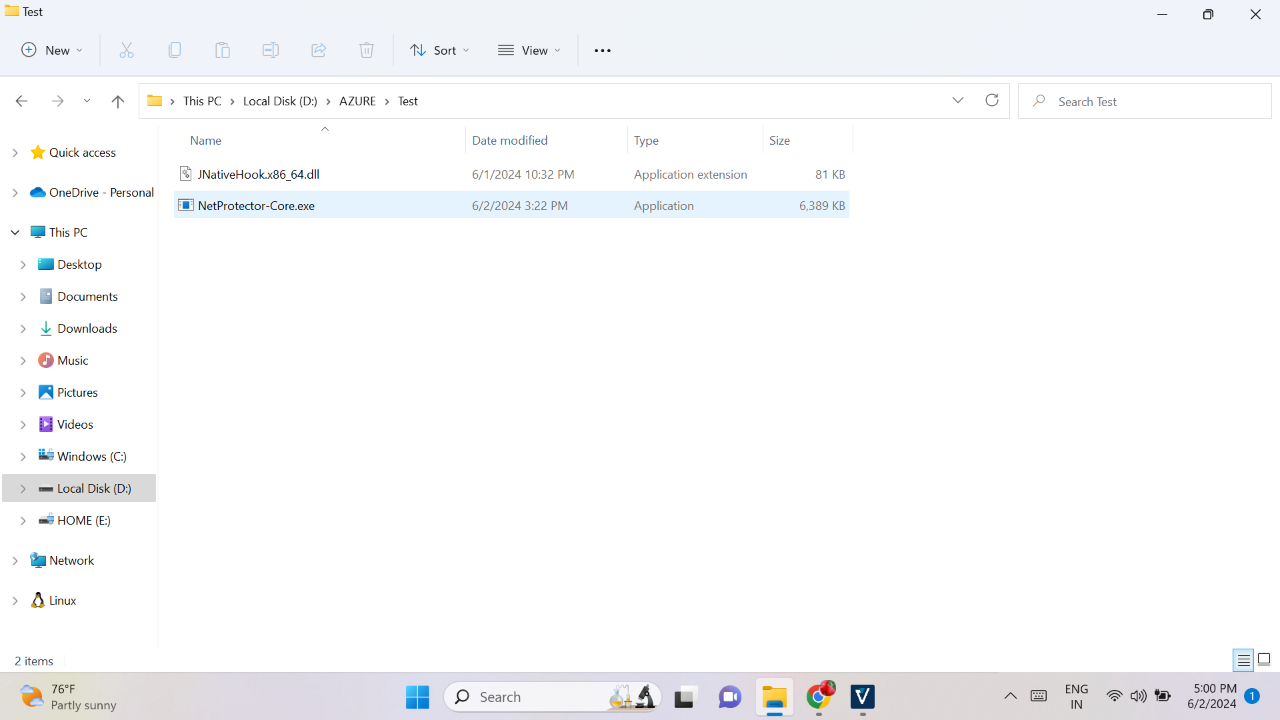 Test
New
Sort
View
This PC
Local Disk (D:)
AZURE
Test
Search Test
Name
Date modified
Type
Size
JNativeHook.x86_64.dll
6/1/2024 10:32 PM
Application extension
81 KB
NetProtector-Core.exe
6/2/2024 3:22 PM
Application
6,389 KB
Quick access
OneDrive - Personal
This PC
Desktop
Documents
Downloads
Music
Pictures
Videos
Windows (C:)
Local Disk (D:)
HOME (E:)
Network
Linux
2 items
76°F
Partly sunny
Search
ENG
IN
5:00 PM
6/2/2024
1